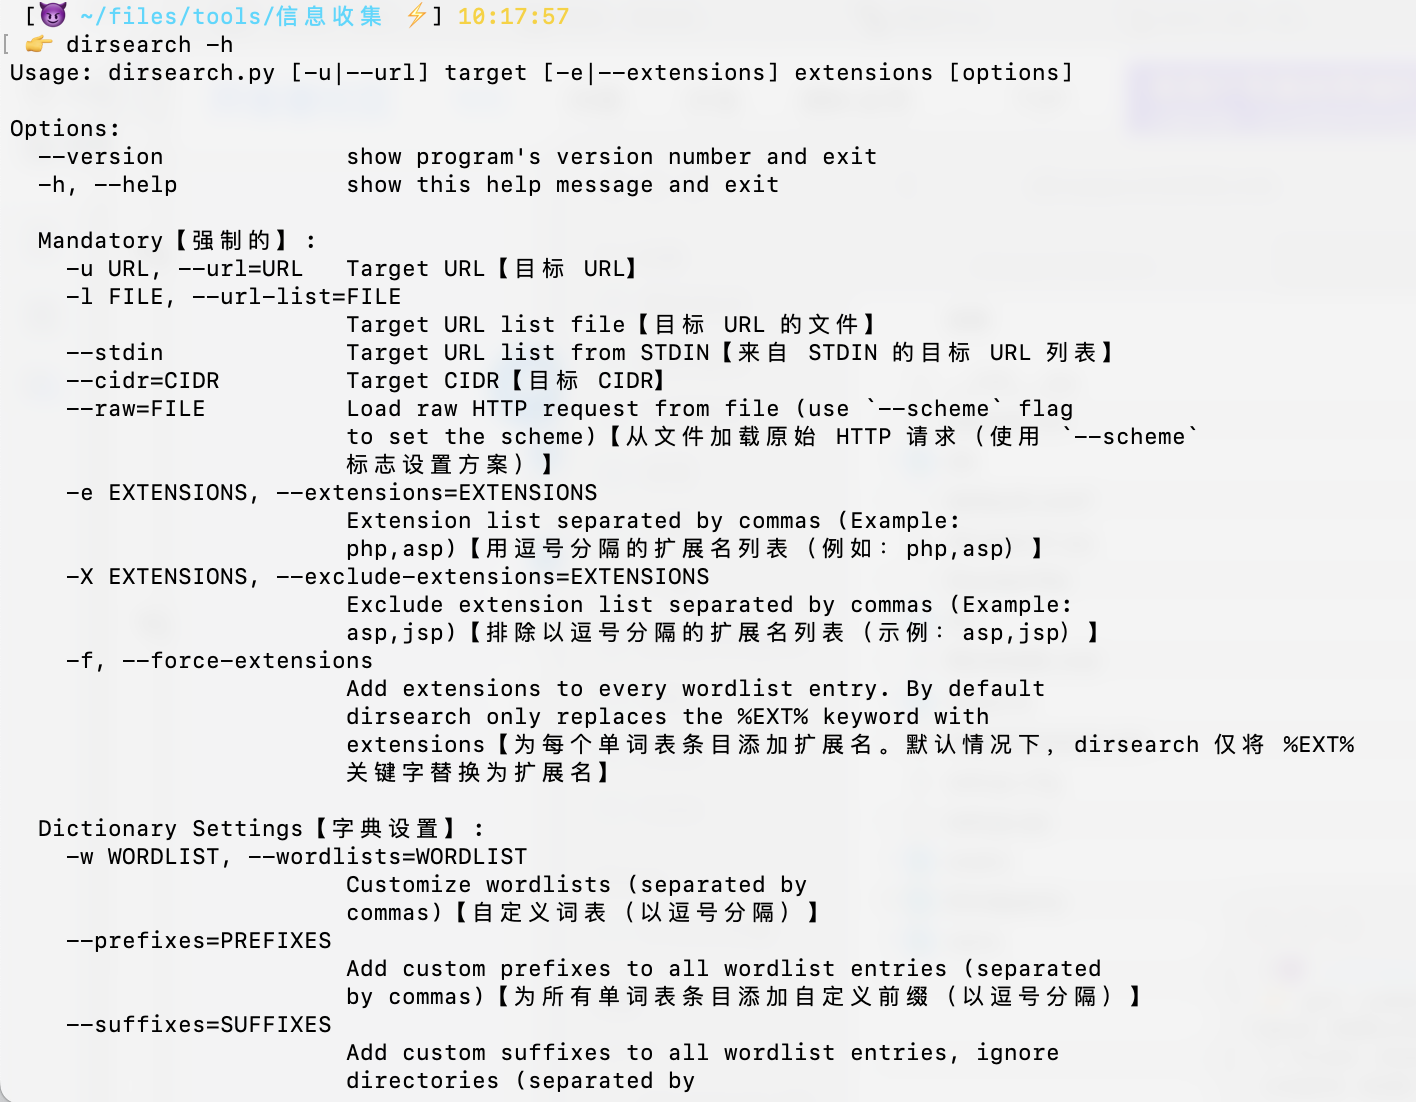 [😈 ~/files/tools/信息收集 ⚡] 10:17:57
[ 👉 dirsearch -h
Usage: dirsearch.py [-u|--url] target [-e|--extensions] extensions [options]
Options:
--version show program's version number and exit
-h, --help show this help message and exit
Mandatory【强制的】:
-u URL, --url=URL Target URL【目标 URL】
-l FILE, --url-list=FILE
Target URL list file【目标 URL 的文件】
--stdin Target URL list from STDIN【来自 STDIN 的目标 URL 列表】
--cidr=CIDR Target CIDR【目标 CIDR】
--raw=FILE Load raw HTTP request from file (use `--scheme` flag
to set the scheme)【从文件加载原始 HTTP 请求（使用 `--scheme`
标志设置方案）】
-e EXTENSIONS, --extensions=EXTENSIONS
Extension list separated by commas (Example:
php,asp)【用逗号分隔的扩展名列表（例如：php,asp）】
-X EXTENSIONS, --exclude-extensions=EXTENSIONS
Exclude extension list separated by commas (Example:
asp,jsp)【排除以逗号分隔的扩展名列表（示例：asp,jsp）】
-f, --force-extensions
Add extensions to every wordlist entry. By default
dirsearch only replaces the %EXT% keyword with
extensions【为每个单词表条目添加扩展名。默认情况下，dirsearch 仅将 %EXT%
关键字替换为扩展名】
Dictionary Settings【字典设置】:
-w WORDLIST, --wordlists=WORDLIST
Customize wordlists (separated by
commas)【自定义词表（以逗号分隔）】
--prefixes=PREFIXES
Add custom prefixes to all wordlist entries (separated
by commas)【为所有单词表条目添加自定义前缀（以逗号分隔）】
--suffixes=SUFFIXES
Add custom suffixes to all wordlist entries, ignore
directories (separated by